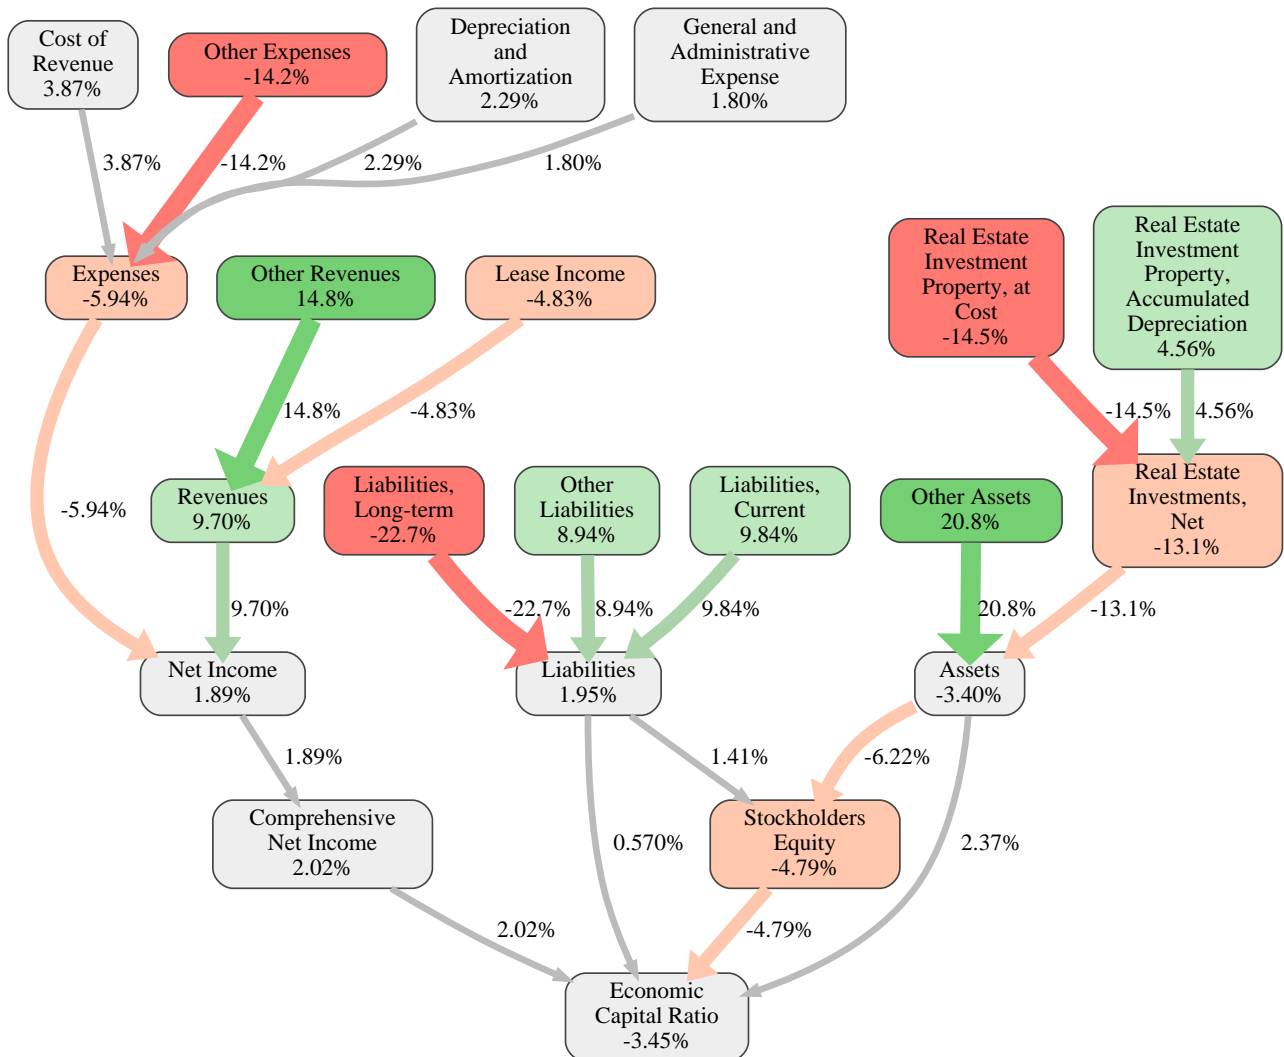 Cost of
Revenue
3.87%
Other Expenses
-14.2%
Depreciation
and
Amortization
2.29%
General and
Administrative
Expense
1.80%
3.87%
-14.2%
2.29%
1.80%
Expenses
-5.94%
Other Revenues
14.8%
Lease Income
-4.83%
Real Estate
Investment
Property, at
Cost
-14.5%
Real Estate
Investment
Property,
Accumulated
Depreciation
4.56%
14.8%
-4.83%
-14.5%
4.56%
-5.94%
Revenues
9.70%
Liabilities,
Long-term
-22.7%
Other
Liabilities
8.94%
Liabilities,
Current
9.84%
Other Assets
20.8%
Real Estate
Investments,
Net
-13.1%
9.70%
-22.7%
8.94%
9.84%
20.8%
-13.1%
Net Income
1.89%
Liabilities
1.95%
Assets
-3.40%
1.89%
1.41%
-6.22%
Comprehensive
Net Income
2.02%
0.570%
Stockholders
Equity
-4.79%
2.37%
2.02%
-4.79%
Economic
Capital Ratio
-3.45%